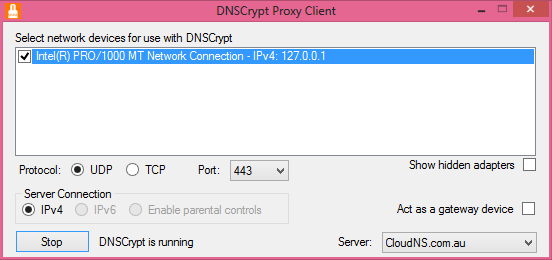 DNSCrypt Proxy Client
Select network devices for use with DNSCrypt
Intel(R) PRO/1000 MT Network Connection - IPv4: 127.0.0.1
Protocol: UDP TCP Port: 443 Show hidden adapters
Server Connection
IPv4 IPv6 Enable parental controls Act as a gateway device
Stop DNSCrypt is running Server: CloudNS.com.au